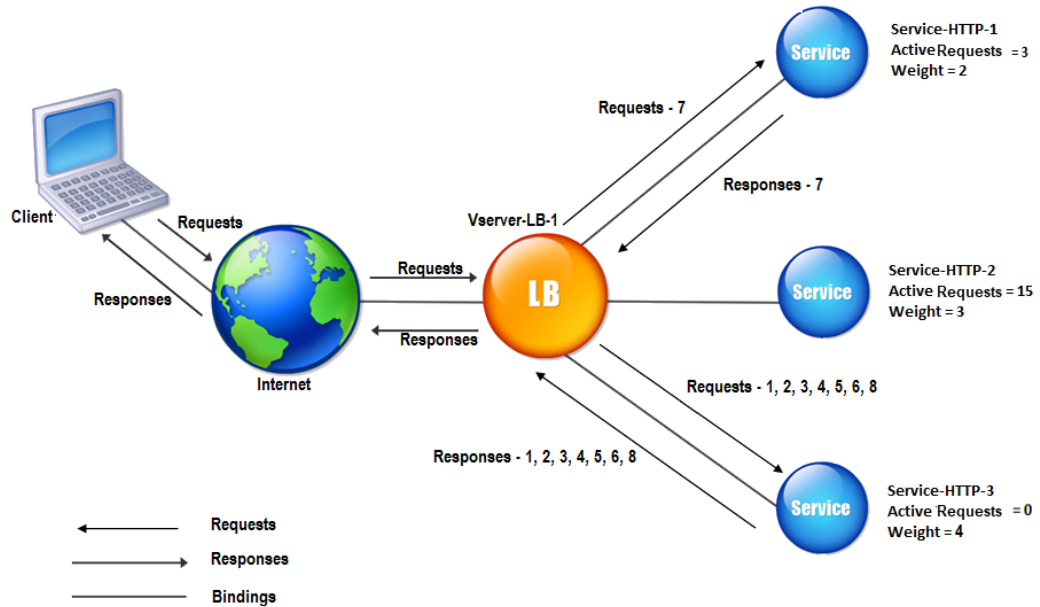 Service-HTTP-1
Active Requests = 3
Weight = 2
Service
Requests - 7
Responses - 7
Client
Requests
Responses
Internet
Requests
Responses
Vserver-LB-1
LB
Service
Service-HTTP-2
Active Requests = 15
Weight = 3
Requests - 1, 2, 3, 4, 5, 6, 8
Responses - 1, 2, 3, 4, 5, 6, 8
Service
Service-HTTP-3
Active Requests = 0
Weight = 4
Requests
Responses
Bindings